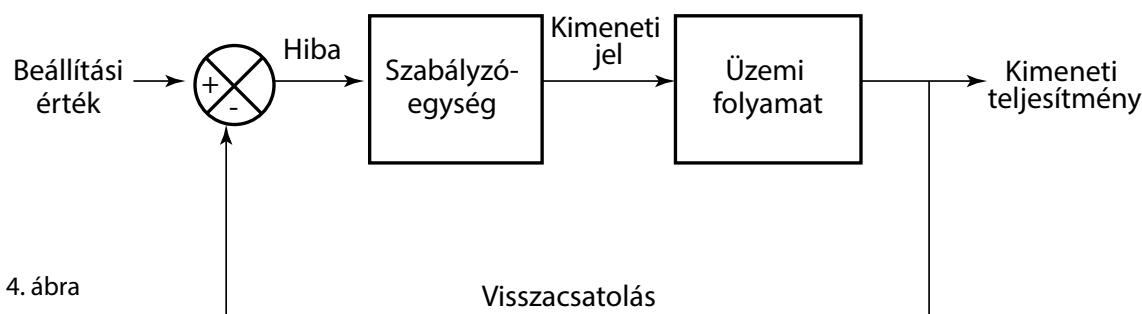 Beállítási
érték
+
-
Hiba
Szabályzó-
egység
Kimeneti
jel
Üzemi
folyamat
Kimeneti
teljesítmény
4. ábra
Visszacsatolás